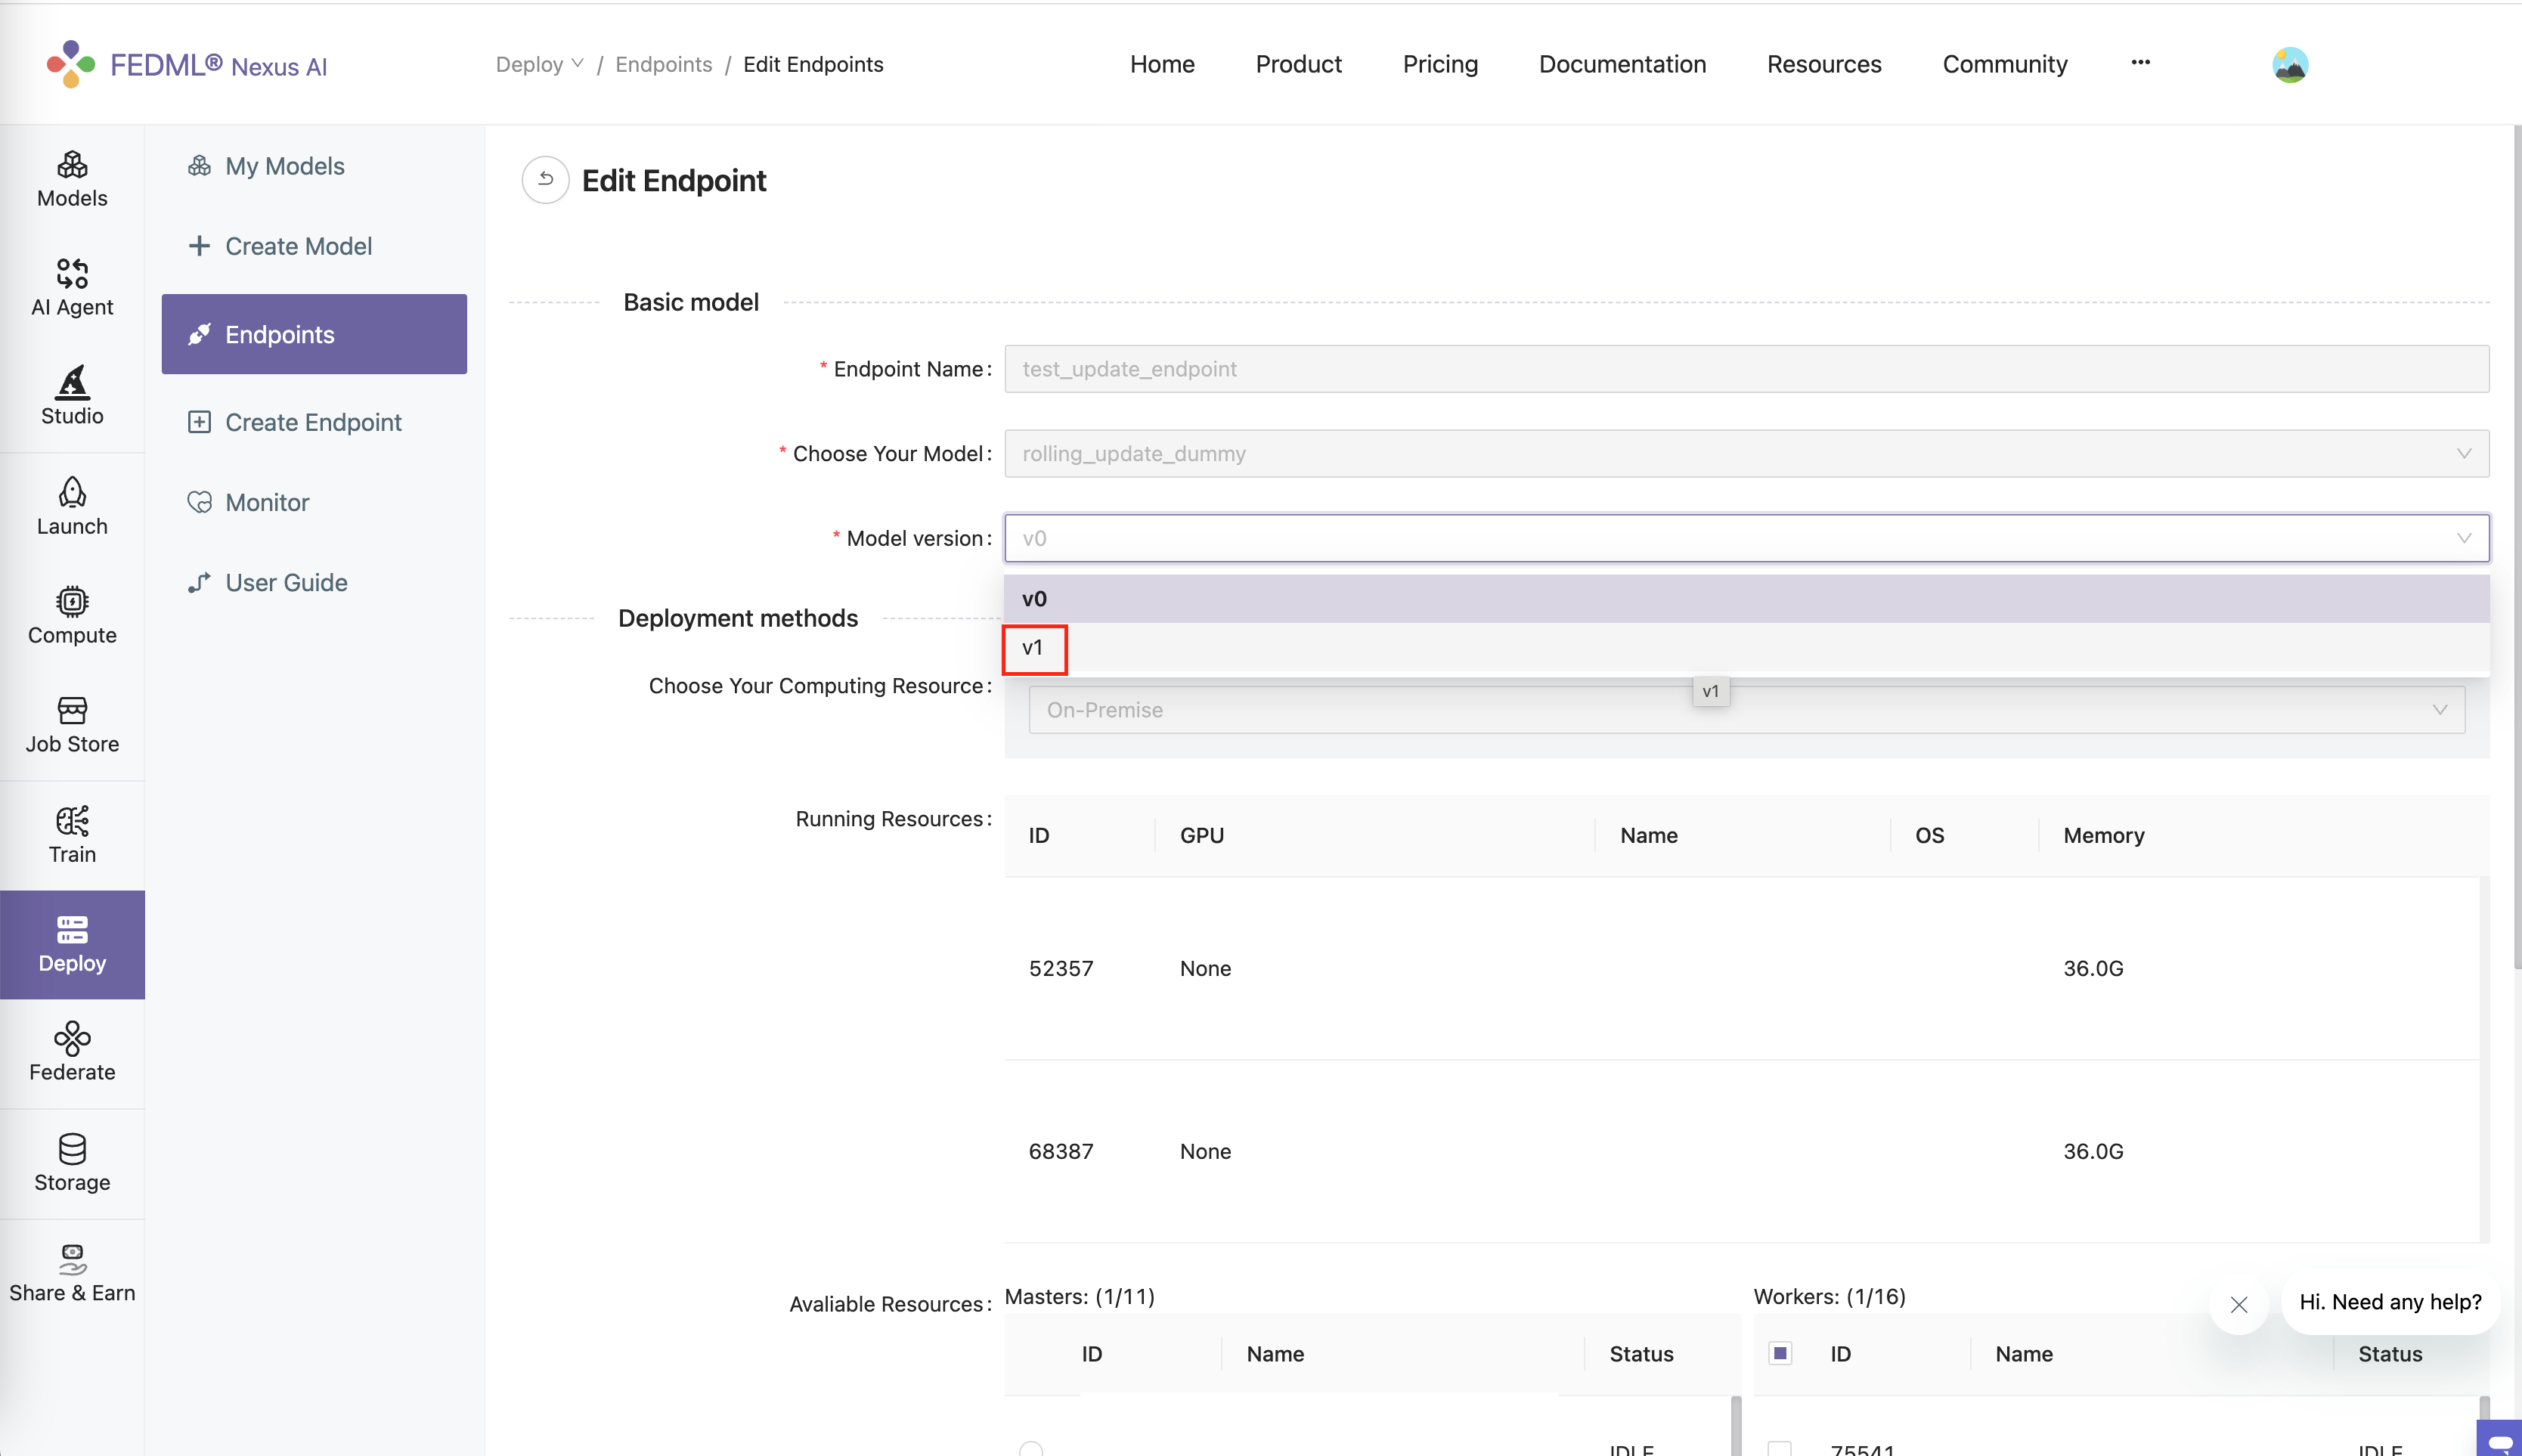 FEDML® Nexus AI
Deploy / Endpoints / Edit Endpoints
Home
Product
Pricing
Documentation
Resources
Community
Models
AI Agent
Studio
Launch
Compute
Job Store
Train
Deploy
Federate
Storage
Share & Earn
My Models
Create Model
Endpoints
Create Endpoint
Monitor
User Guide
Edit Endpoint
Basic model
* Endpoint Name: test_update_endpoint
* Choose Your Model: rolling_update_dummy
* Model version: v0
v0
v1
v1
Deployment methods
Choose Your Computing Resource: On-Premise
Running Resources:
ID GPU Name OS Memory
52357 None 36.0G
68387 None 36.0G
Avaliable Resources: Masters: (1/11) Workers: (1/16)
ID Name Status ID Name Status
IDLE 75541 IDLE
Hi. Need any help?